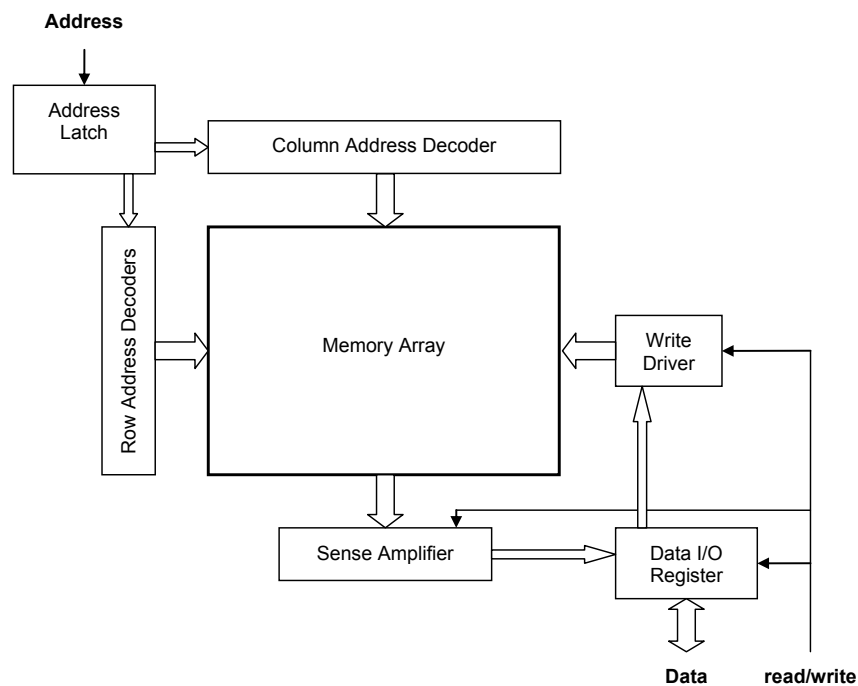 Address
Address
Latch
Column Address Decoder
Row Address Decoders
Memory Array
Write
Driver
Sense Amplifier
Data I/O
Register
Data
read/write